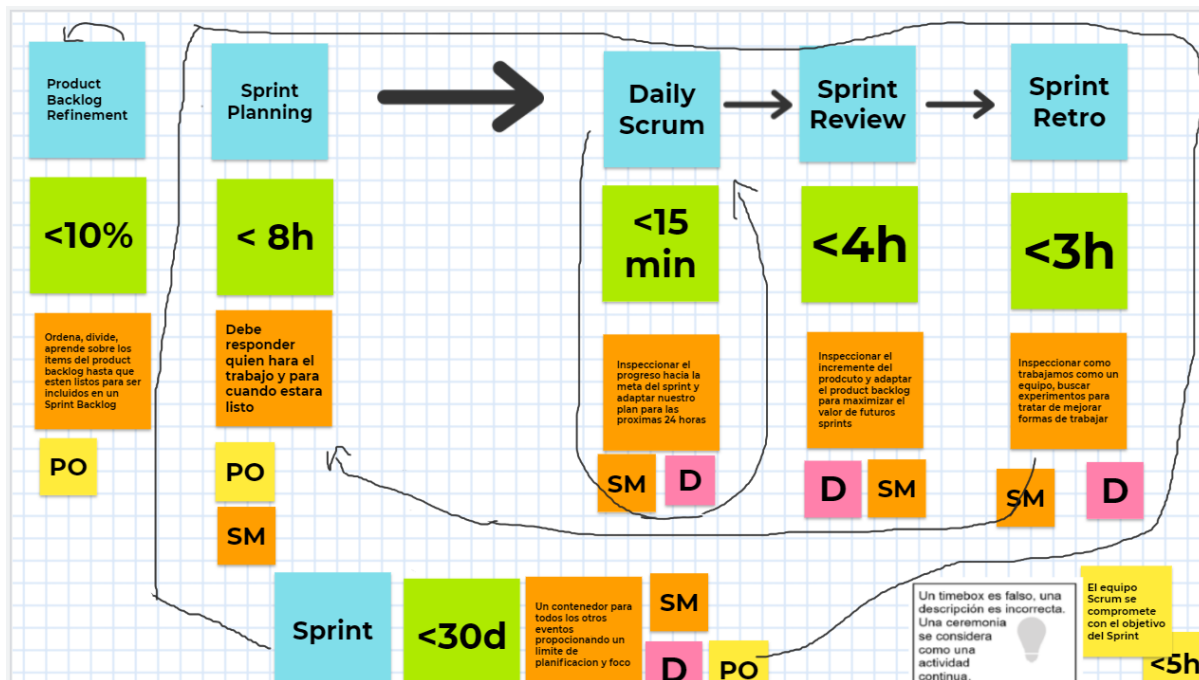 Product
Backlog
Refinement
Sprint
Planning
Daily
Scrum
Sprint
Review
Sprint
Retro
<10%
< 8h
<15
min
<4h
<3h
Ordena, divide,
aprende sobre los
items del product
backlog hasta que
esten listos para ser
incluidos en un
Sprint Backlog
Debe
responder
quien hara el
trabajo y para
cuando estara
listo
Inspeccionar el
progreso hacia la
meta del sprint y
adaptar nuestro
plan para las
proximas 24 horas
Inspeccionar el
incremente del
prodcuto y adaptar
el product backlog
para maximizar el
valor de futuros
sprints
Inspeccionar como
trabajamos como un
equipo, buscar
experimentos para
tratar de mejorar
formas de trabajar
PO
PO
SM
SM
D
D
SM
SM
D
Sprint
<30d
Un contenedor para
todos los otros
eventos
propocionando un
limite de
planificacion y foco
SM
D
PO
Un timebox es falso, una
descripción es incorrecta.
Una ceremonia
se considera
como una
actividad
continua.
El equipo
Scrum se
compromete
con el objetivo
del Sprint
<5h